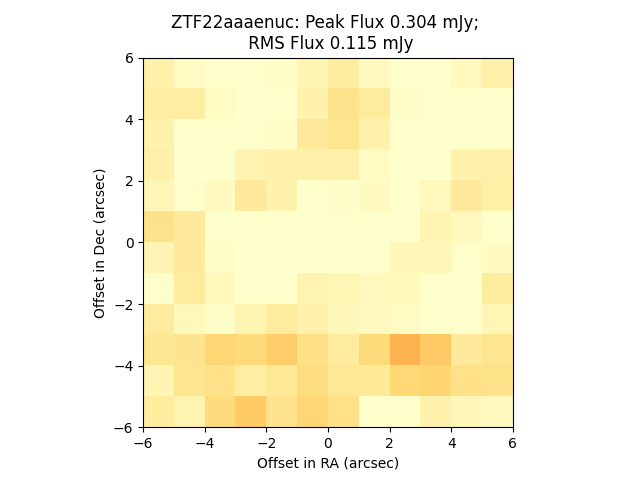 ZTF22aaaenuc: Peak Flux 0.304 mJy;
RMS Flux 0.115 mJy
6
4
2
0
−2
−4
−6
Offset in Dec (arcsec)
−6 −4 −2 0 2 4 6
Offset in RA (arcsec)